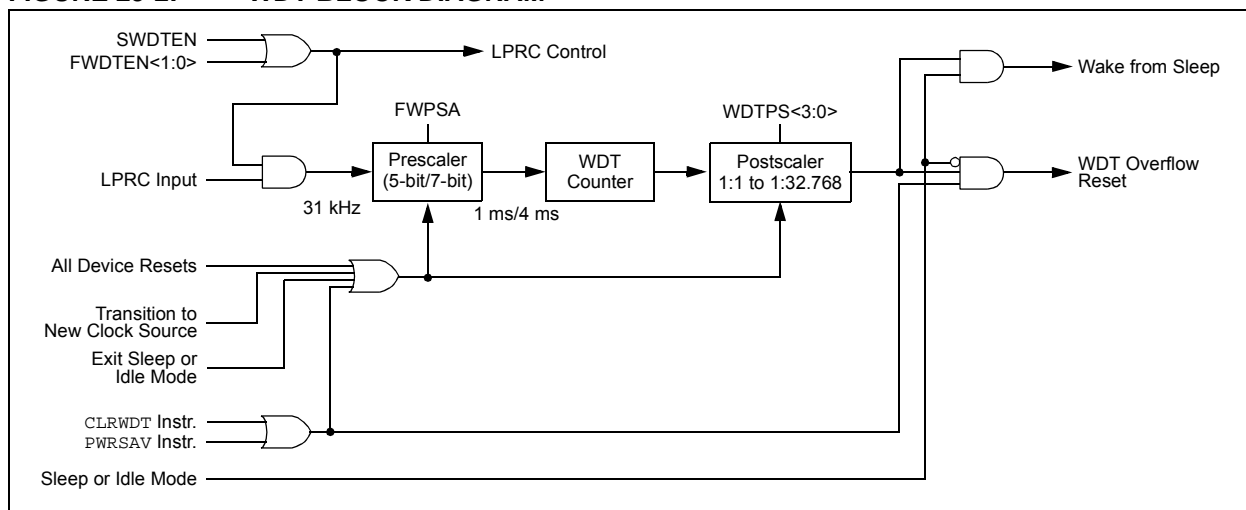 SWDTEN
FWDTEN<1:0>
LPRC Control
Wake from Sleep
FWPSA
WDTPS<3:0>
Prescaler
(5-bit/7-bit)
WDT
Counter
Postscaler
1:1 to 1:32.768
WDT Overflow
Reset
LPRC Input
31 kHz
1 ms/4 ms
All Device Resets
Transition to
New Clock Source
Exit Sleep or
Idle Mode
CLRWDT Instr.
PWRSAV Instr.
Sleep or Idle Mode